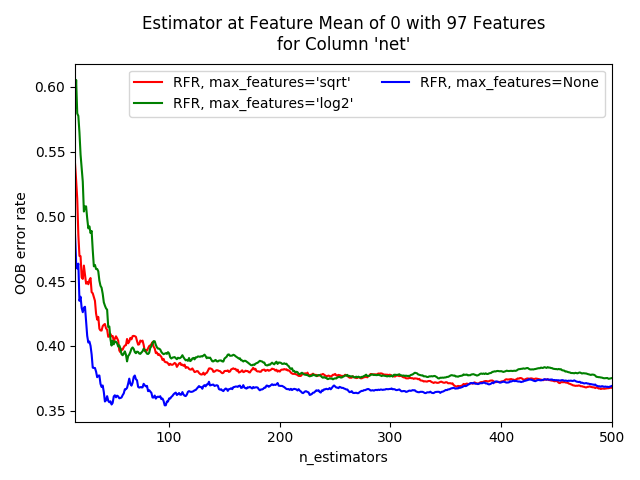 Estimator at Feature Mean of 0 with 97 Features
for Column 'net'
RFR, max_features='sqrt'
RFR, max_features='log2'
RFR, max_features=None
OOB error rate
0.60
0.55
0.50
0.45
0.40
0.35
100
200
300
400
500
n_estimators